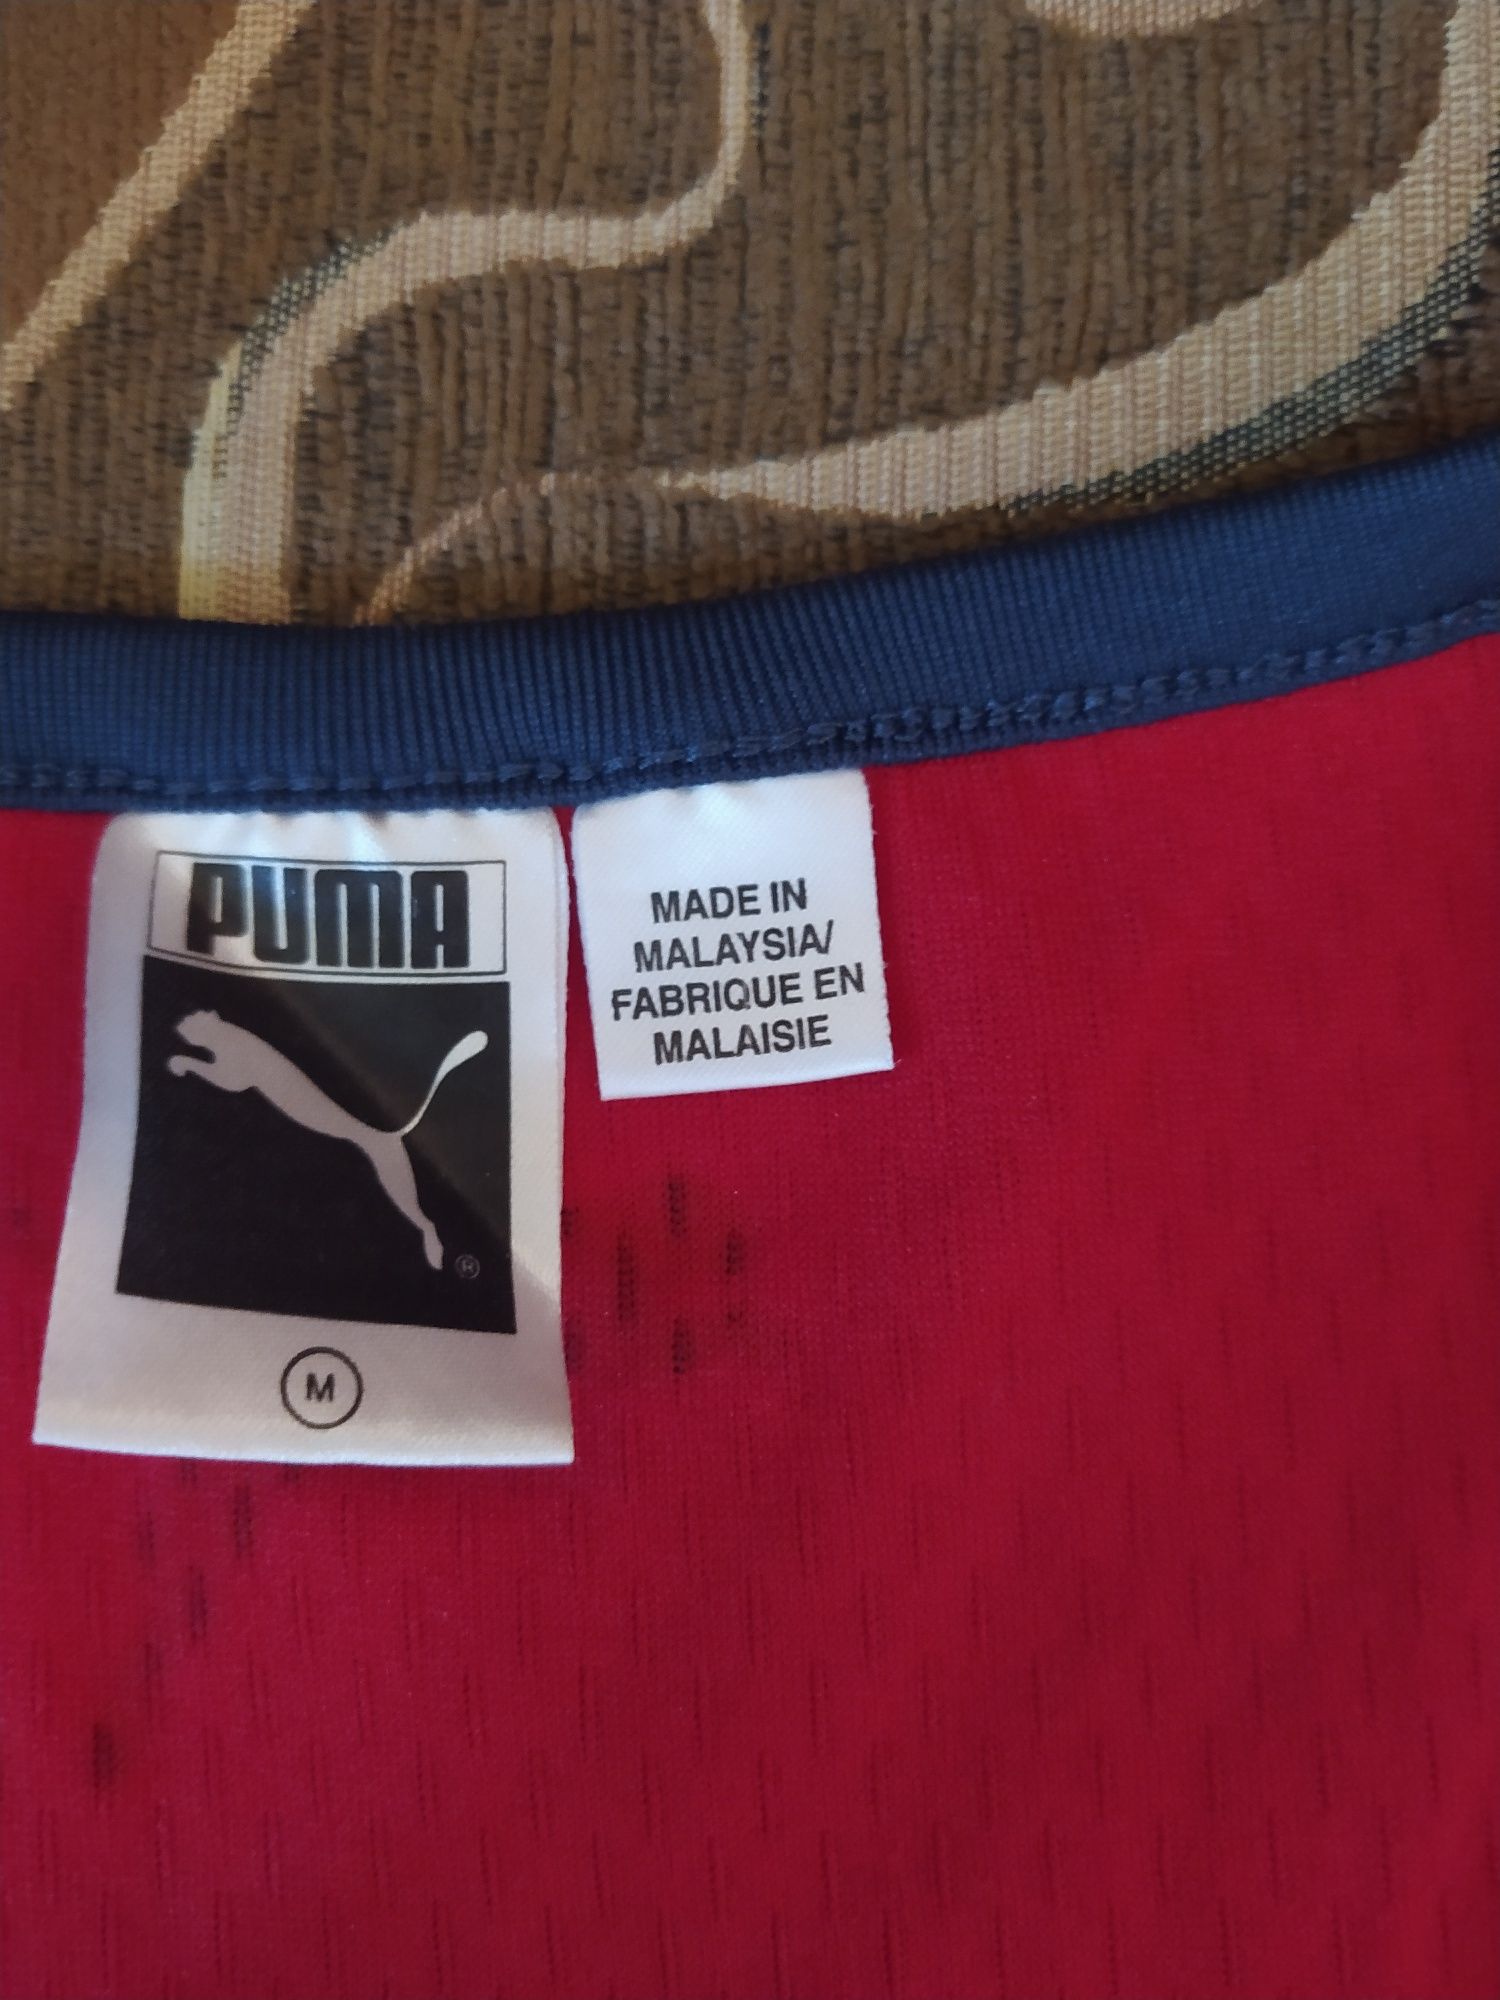 PUMA
®
M
MADE IN
MALAYSIA/
FABRIQUE EN
MALAISIE